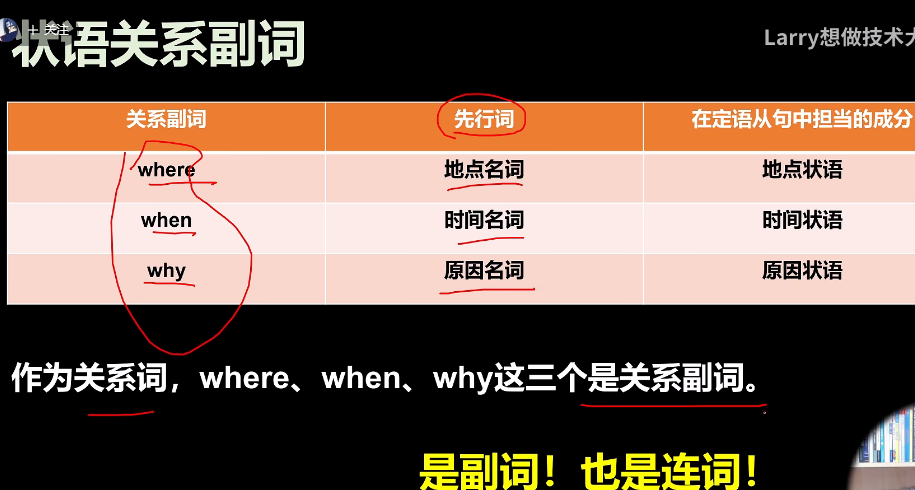 + 关注
状语关系副词
Larry想做技术大
关系副词 先行词 在定语从句中担当的成分
where 地点名词 地点状语
when 时间名词 时间状语
why 原因名词 原因状语
作为关系词，where、when、why这三个是关系副词。
是副词！也是连词！